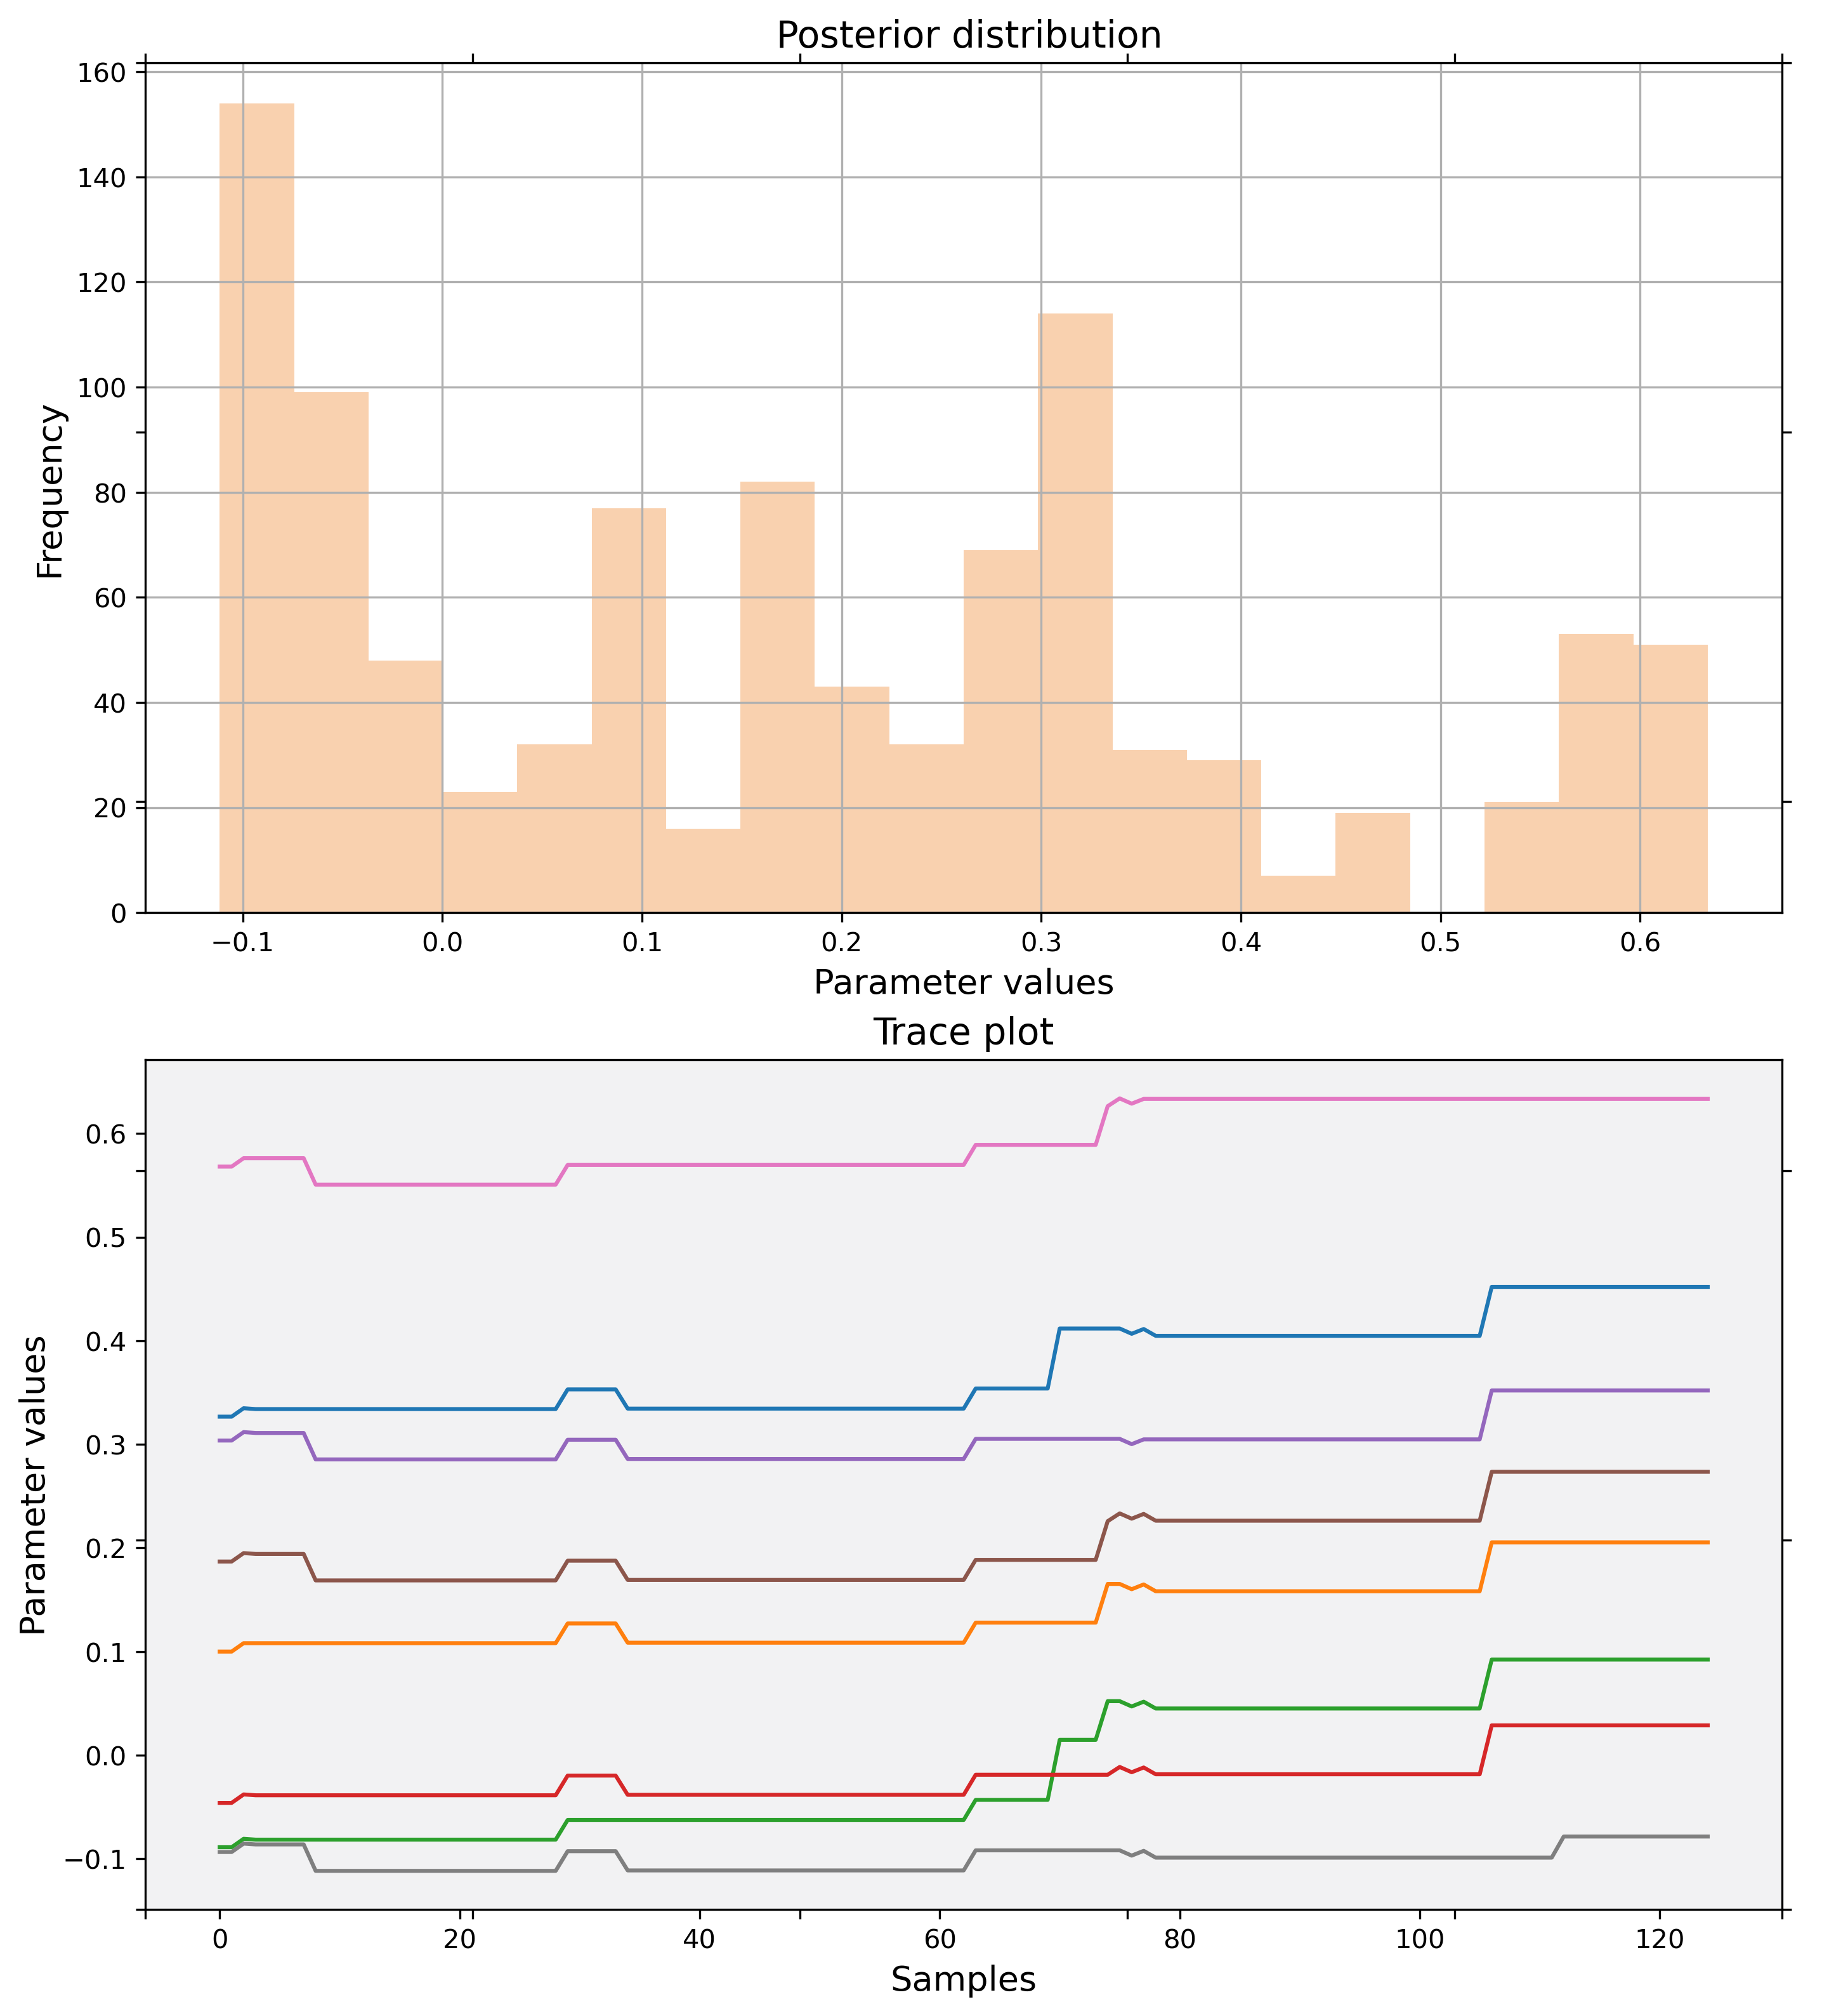 Posterior distribution
160
140
120
100
80
60
40
20
0
Frequency
−0.1 0.0 0.1 0.2 0.3 0.4 0.5 0.6
Parameter values
Trace plot
0.6
0.5
0.4
0.3
0.2
0.1
0.0
−0.1
Parameter values
0 20 40 60 80 100 120
Samples